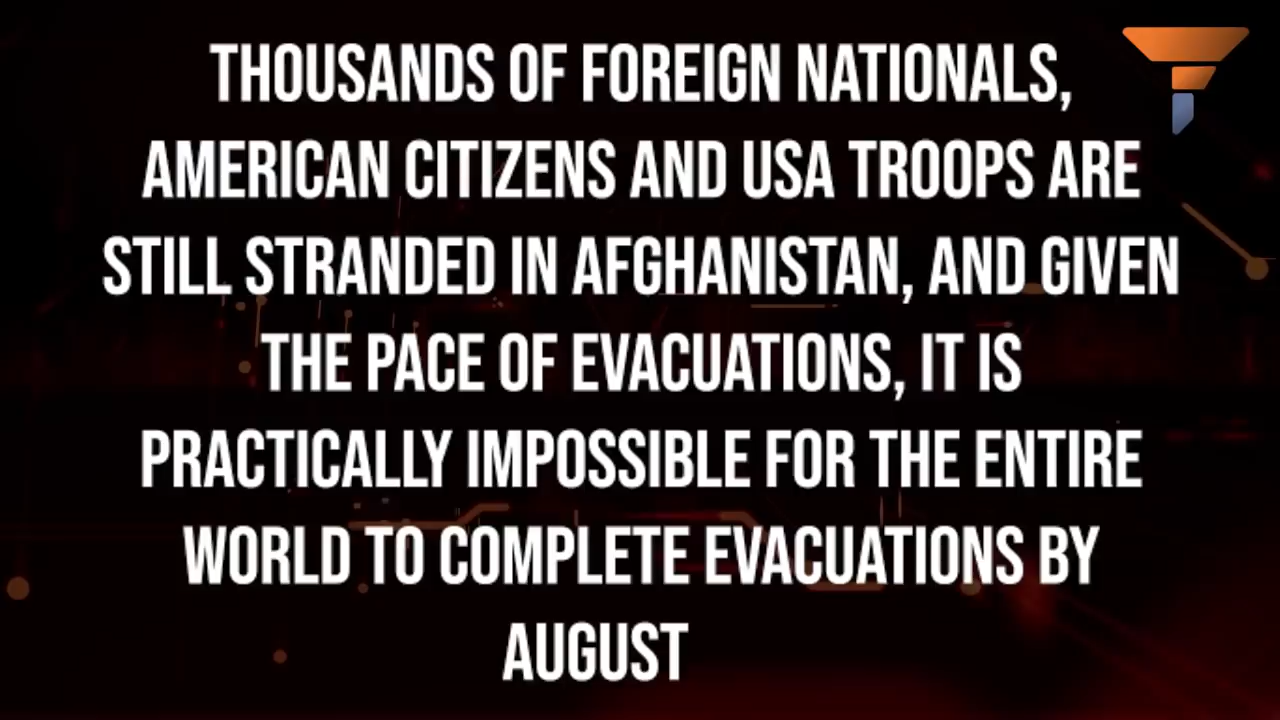 THOUSANDS OF FOREIGN NATIONALS,
AMERICAN CITIZENS AND USA TROOPS ARE
STILL STRANDED IN AFGHANISTAN, AND GIVEN
THE PACE OF EVACUATIONS, IT IS
PRACTICALLY IMPOSSIBLE FOR THE ENTIRE
WORLD TO COMPLETE EVACUATIONS BY
AUGUST